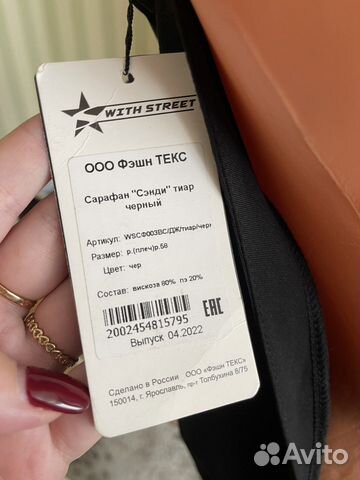 WITH STREET
ООО Фэшн ТЕКС
Сарафан "Сэнди" тиар
черный
Артикул: WSСФ003ВС/ДЖ/тиар/чер
Размер: р.(плеч)р.58
Цвет: чер
Состав: вискоза 80% пэ 20%
EAC
2002454815795
Выпуск 04.2022
Сделано в России ООО «Фэшн ТЕКС»
150014, г. Ярославль, пр-т Толбухина 8/75
Avito